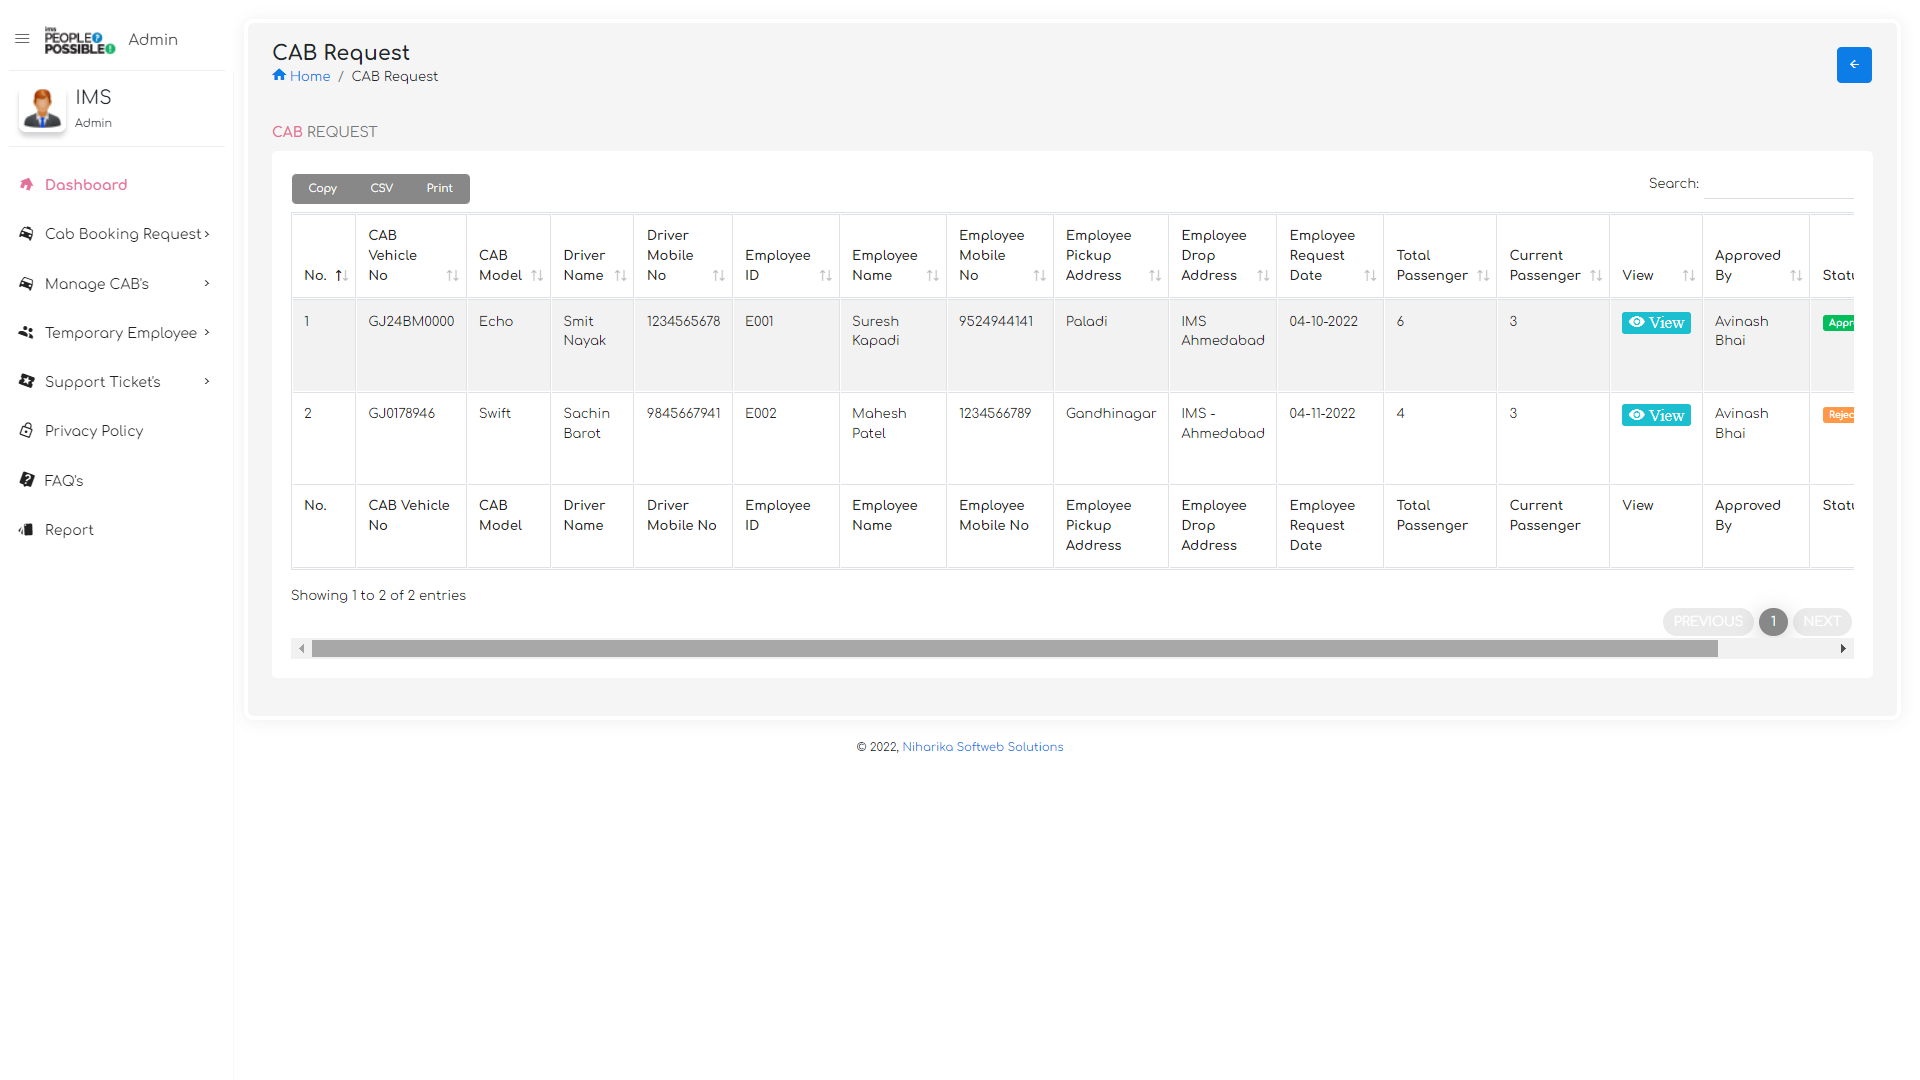 ims
PEOPLE
POSSIBLE
Admin
IMS
Admin
Dashboard
Cab Booking Request
Manage CAB's
Temporary Employee
Support Ticket's
Privacy Policy
FAQ's
Report
CAB Request
Home / CAB Request
CAB REQUEST
Copy CSV Print
Search:
No. CAB Vehicle No CAB Model Driver Name Driver Mobile No Employee ID Employee Name Employee Mobile No Employee Pickup Address Employee Drop Address Employee Request Date Total Passenger Current Passenger View Approved By Statu
1 GJ24BM0000 Echo Smit Nayak 1234565678 E001 Suresh Kapadi 9524944141 Paladi IMS Ahmedabad 04-10-2022 6 3 View Avinash Bhai Appr
2 GJ0178946 Swift Sachin Barot 9845667941 E002 Mahesh Patel 1234566789 Gandhinagar IMS - Ahmedabad 04-11-2022 4 3 View Avinash Bhai Rejec
No. CAB Vehicle No CAB Model Driver Name Driver Mobile No Employee ID Employee Name Employee Mobile No Employee Pickup Address Employee Drop Address Employee Request Date Total Passenger Current Passenger View Approved By Statu
Showing 1 to 2 of 2 entries
PREVIOUS 1 NEXT
© 2022, Niharika Softweb Solutions